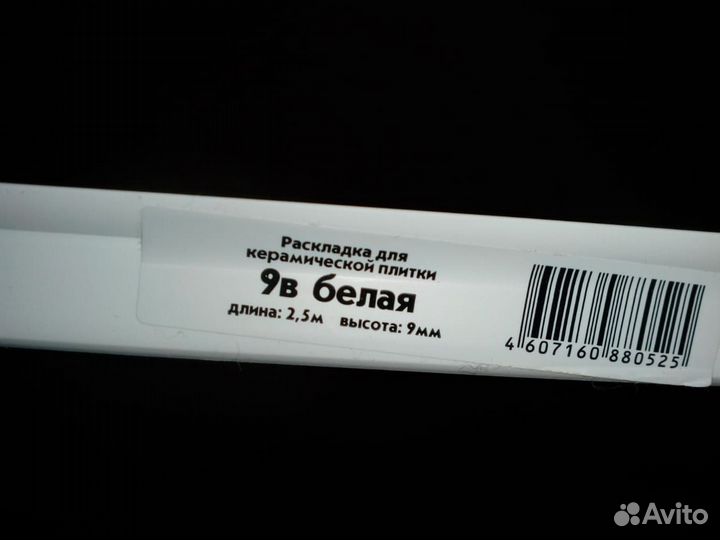 Раскладка для
керамической плитки
9в белая
длина: 2,5м высота: 9мм
4 607160 880525
Avito